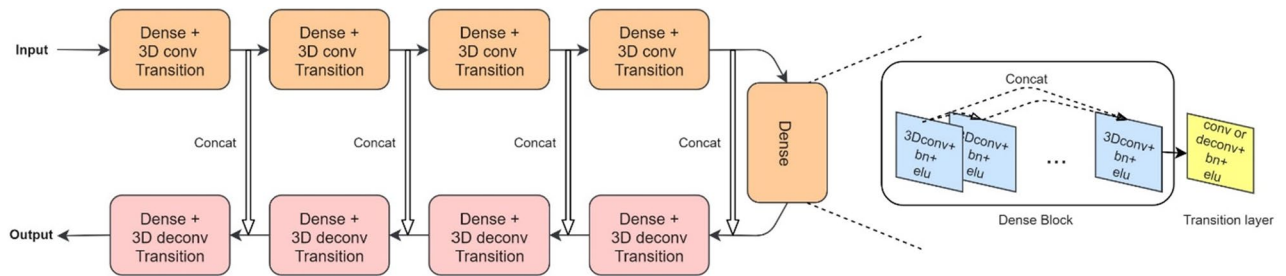 Input
Dense +
3D conv
Transition
Dense +
3D conv
Transition
Dense +
3D conv
Transition
Dense +
3D conv
Transition
Concat
Concat
Concat
Concat
Dense
Output
Dense +
3D deconv
Transition
Dense +
3D deconv
Transition
Dense +
3D deconv
Transition
Dense +
3D deconv
Transition
Concat
3Dconv+
bn+
elu
3Dconv+
bn+
elu
...
3Dconv+
bn+
elu
conv or
deconv+
bn+
elu
Dense Block
Transition layer